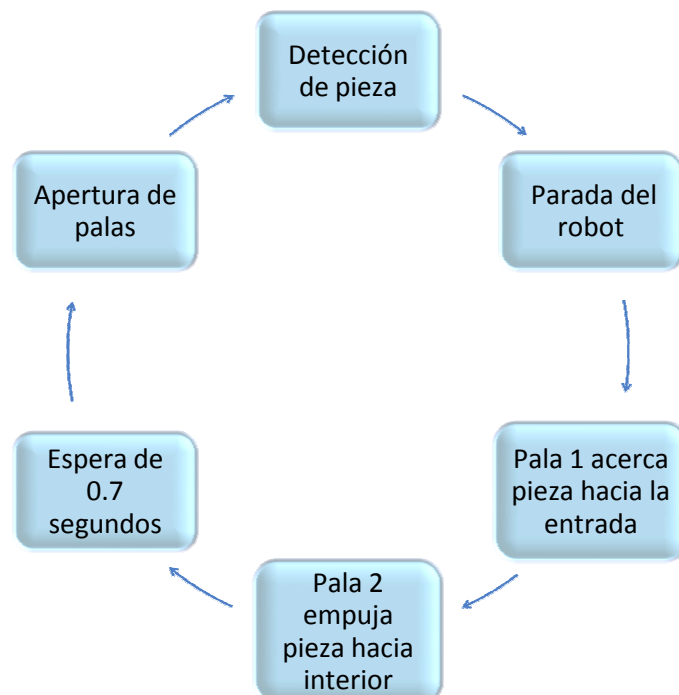 Detección
de pieza
Parada del
robot
Pala 1 acerca
pieza hacia la
entrada
Pala 2
empuja
pieza hacia
interior
Espera de
0.7
segundos
Apertura de
palas